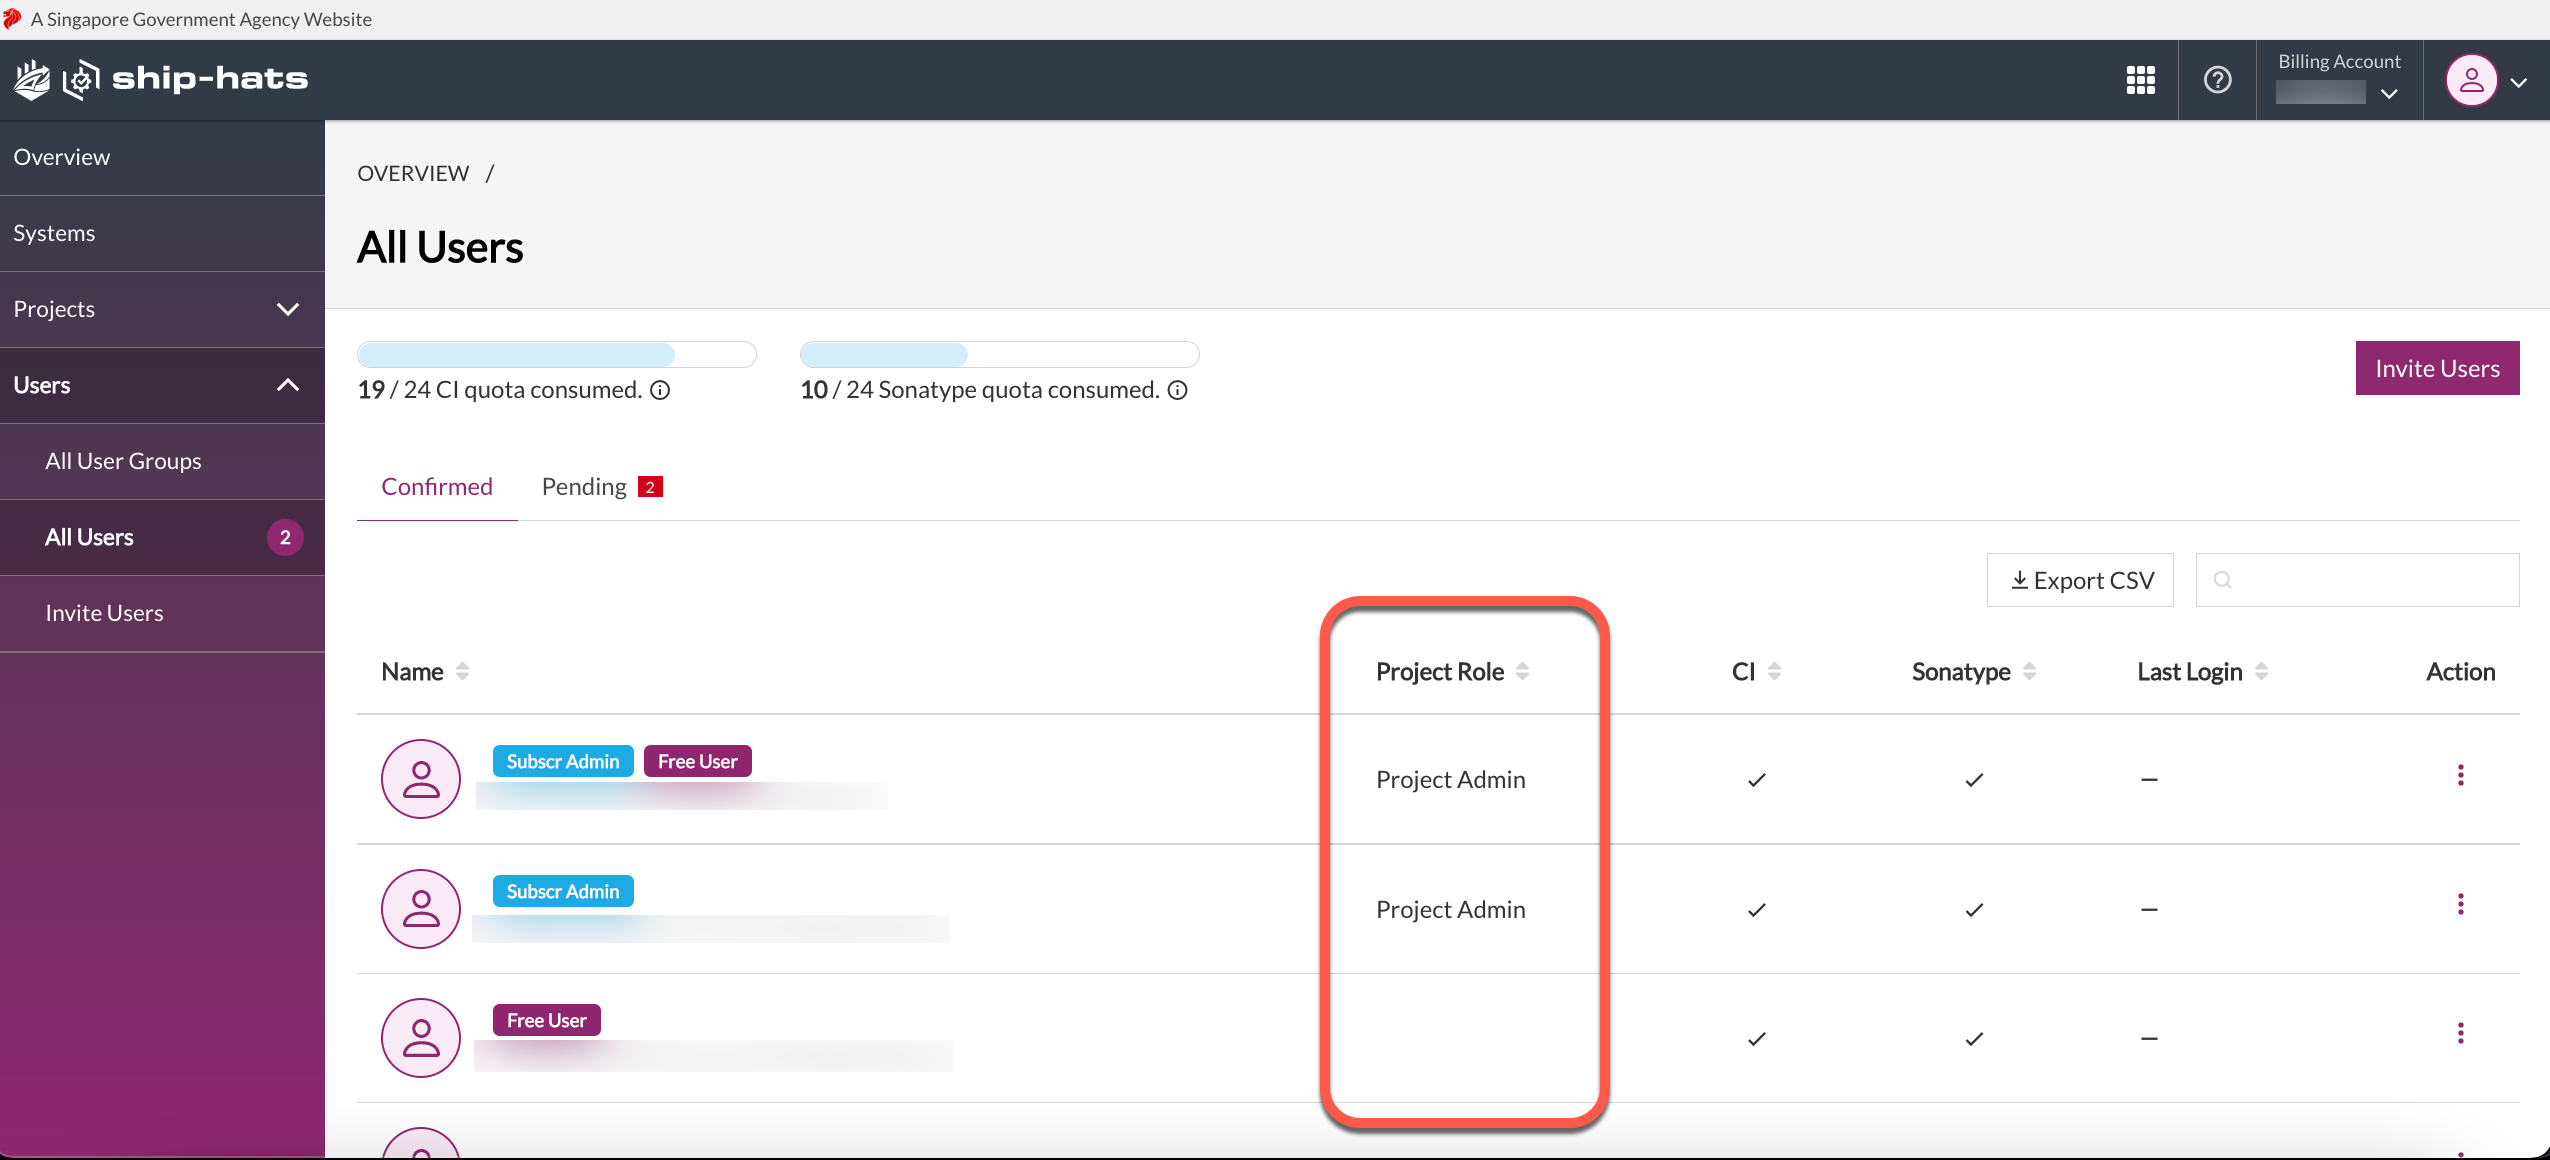 A Singapore Government Agency Website
ship-hats
Billing Account
Overview
Systems
Projects
Users
All User Groups
All Users 2
Invite Users
OVERVIEW /
All Users
19 / 24 CI quota consumed.
10 / 24 Sonatype quota consumed.
Invite Users
Confirmed Pending 2
Export CSV
Name Project Role CI Sonatype Last Login Action
Subscr Admin Free User
Project Admin
Subscr Admin
Project Admin
Free User